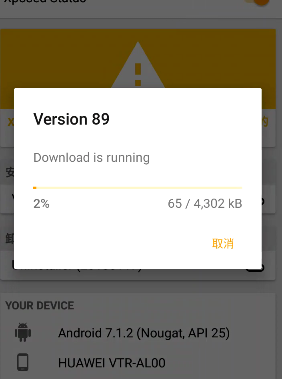 Xposed Status
Version 89
Download is running
2%
65 / 4,302 kB
取消
YOUR DEVICE
Android 7.1.2 (Nougat, API 25)
HUAWEI VTR-AL00